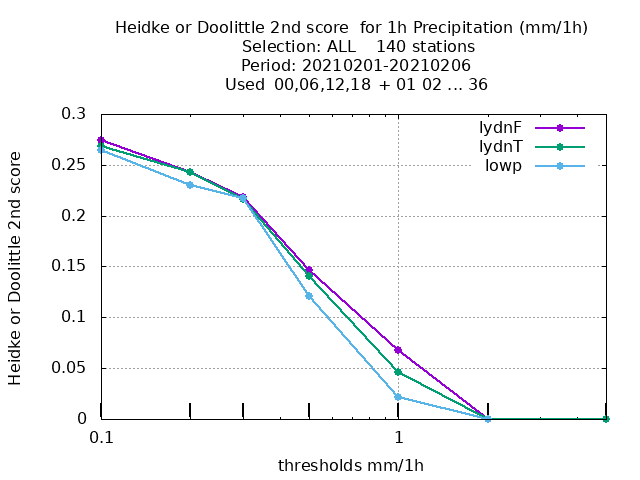 Heidke or Doolittle 2nd score  for 1h Precipitation (mm/1h)
Selection: ALL    140 stations
Period: 20210201-20210206
Used  00,06,12,18  + 01 02 ... 36
Heidke or Doolittle 2nd score
0.3
0.25
0.2
0.15
0.1
0.05
0
lydnF
lydnT
lowp
0.1
1
thresholds mm/1h